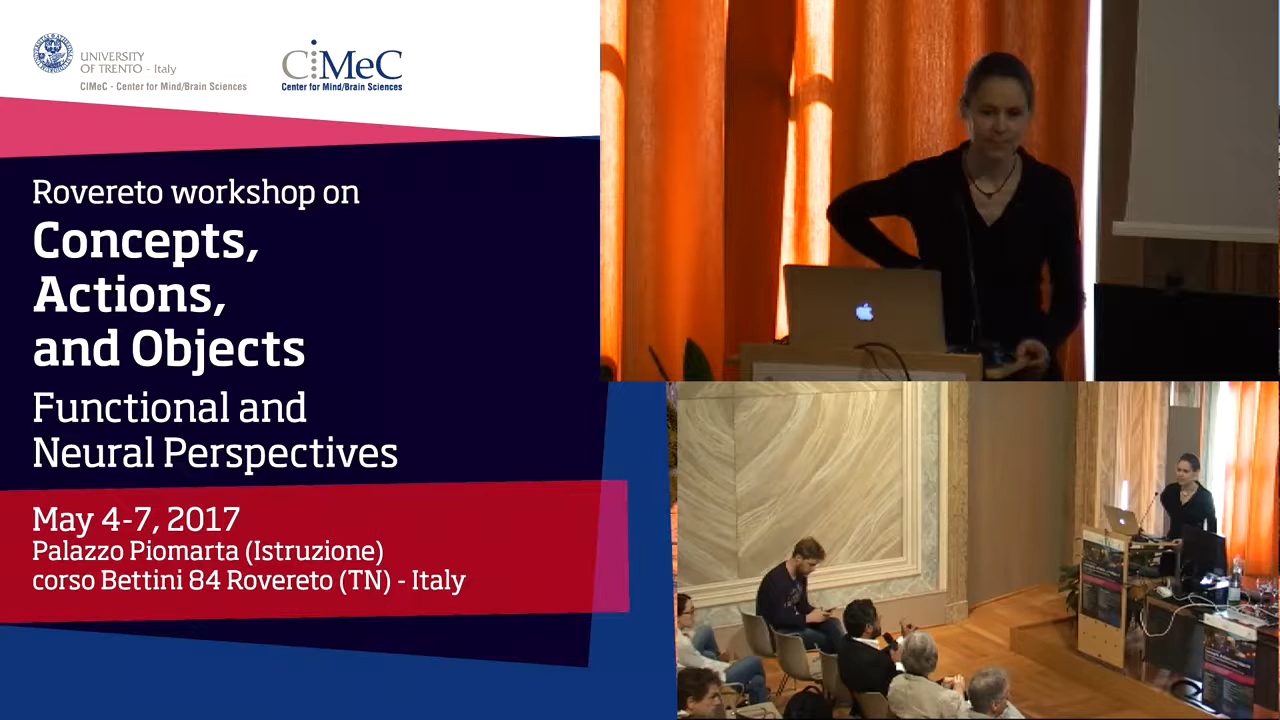 UNIVERSITY
OF TRENTO - Italy
CIMeC - Center for Mind/Brain Sciences
CiMeC
Center for Mind/Brain Sciences
Rovereto workshop on
Concepts,
Actions,
and Objects
Functional and
Neural Perspectives
May 4-7, 2017
Palazzo Piomarta (Istruzione)
corso Bettini 84 Rovereto (TN) - Italy